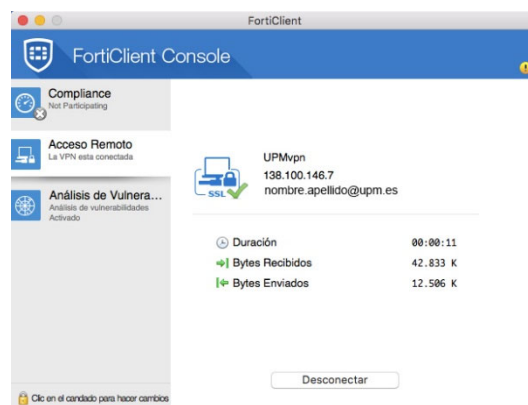 FortiClient
FortiClient Console
Compliance
Not Participating
Acceso Remoto
La VPN esta conectada
Análisis de Vulnera...
Análisis de vulnerabilidades
Activado
UPMvpn
138.100.146.7
nombre.apellido@upm.es
SSL
Duración 00:00:11
Bytes Recibidos 42.833 K
Bytes Enviados 12.506 K
Desconectar
Clic en el candado para hacer cambios